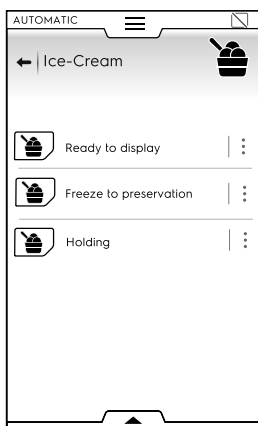 AUTOMATIC
Ice-Cream
Ready to display
Freeze to preservation
Holding